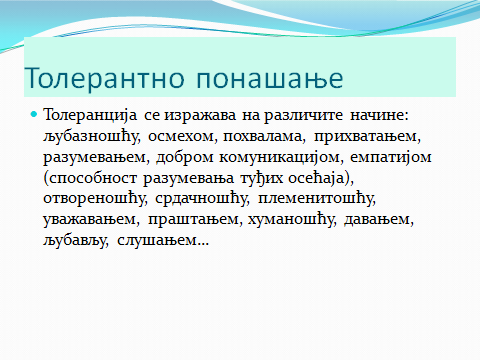 Толерантно понашање
Толеранција се изражава на различите начине:
љубазношћу, осмехом, похвалама, прихватањем,
разумевањем, добром комуникацијом, емпатијом
(способност разумевања туђих осећаја),
отвореношћу, срдачношћу, племенитошћу,
уважавањем, праштањем, хуманошћу, давањем,
љубављу, слушањем...